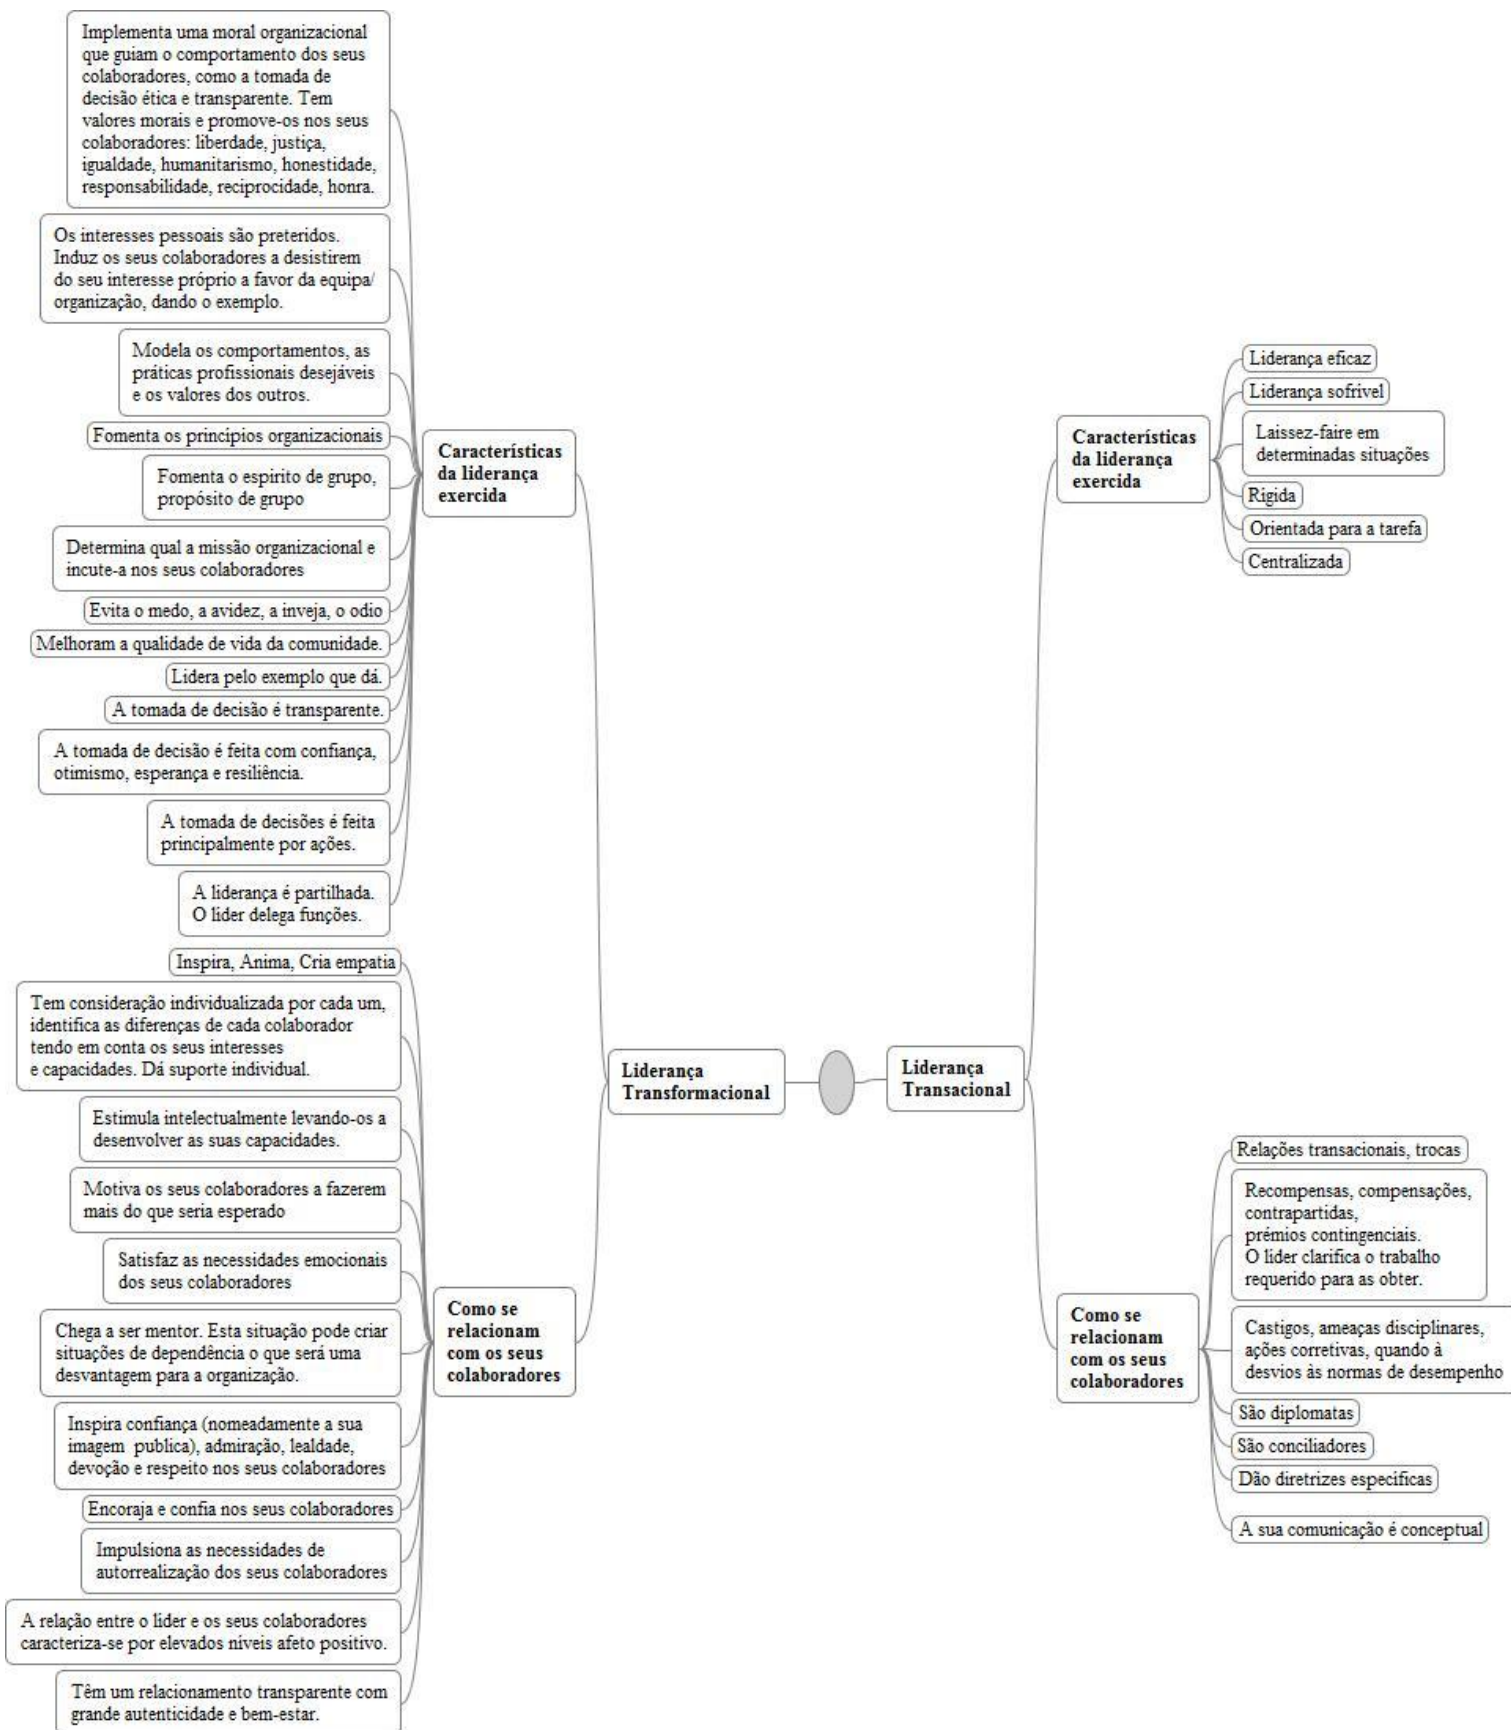 Implementa uma moral organizacional
que guiam o comportamento dos seus
colaboradores, como a tomada de
decisão ética e transparente. Tem
valores morais e promove-os nos seus
colaboradores: liberdade, justiça,
igualdade, humanitarismo, honestidade,
responsabilidade, reciprocidade, honra.
Os interesses pessoais são preteridos.
Induz os seus colaboradores a desistirem
do seu interesse próprio a favor da equipa/
organização, dando o exemplo.
Modela os comportamentos, as
práticas profissionais desejáveis
e os valores dos outros.
Fomenta os princípios organizacionais
Fomenta o espirito de grupo,
propósito de grupo
Determina qual a missão organizacional e
incute-a nos seus colaboradores
Evita o medo, a avidez, a inveja, o odio
Melhoram a qualidade de vida da comunidade.
Lidera pelo exemplo que dá.
A tomada de decisão é transparente.
A tomada de decisão é feita com confiança,
otimismo, esperança e resiliência.
A tomada de decisões é feita
principalmente por ações.
A liderança é partilhada.
O líder delega funções.
Características
da liderança
exercida
Inspira, Anima, Cria empatia
Tem consideração individualizada por cada um,
identifica as diferenças de cada colaborador
tendo em conta os seus interesses
e capacidades. Dá suporte individual.
Estimula intelectualmente levando-os a
desenvolver as suas capacidades.
Motiva os seus colaboradores a fazerem
mais do que seria esperado
Satisfaz as necessidades emocionais
dos seus colaboradores
Chega a ser mentor. Esta situação pode criar
situações de dependência o que será uma
desvantagem para a organização.
Inspira confiança (nomeadamente a sua
imagem publica), admiração, lealdade,
devoção e respeito nos seus colaboradores
Encoraja e confia nos seus colaboradores
Impulsiona as necessidades de
autorrealização dos seus colaboradores
A relação entre o líder e os seus colaboradores
caracteriza-se por elevados níveis afeto positivo.
Têm um relacionamento transparente com
grande autenticidade e bem-estar.
Como se
relacionam
com os seus
colaboradores
Liderança
Transformacional
Liderança
Transacional
Características
da liderança
exercida
Liderança eficaz
Liderança sofrível
Laissez-faire em
determinadas situações
Rígida
Orientada para a tarefa
Centralizada
Como se
relacionam
com os seus
colaboradores
Relações transacionais, trocas
Recompensas, compensações,
contrapartidas,
prémios contingenciais.
O líder clarifica o trabalho
requerido para as obter.
Castigos, ameaças disciplinares,
ações corretivas, quando à
desvios às normas de desempenho
São diplomatas
São conciliadores
Dão diretrizes especificas
A sua comunicação é conceptual